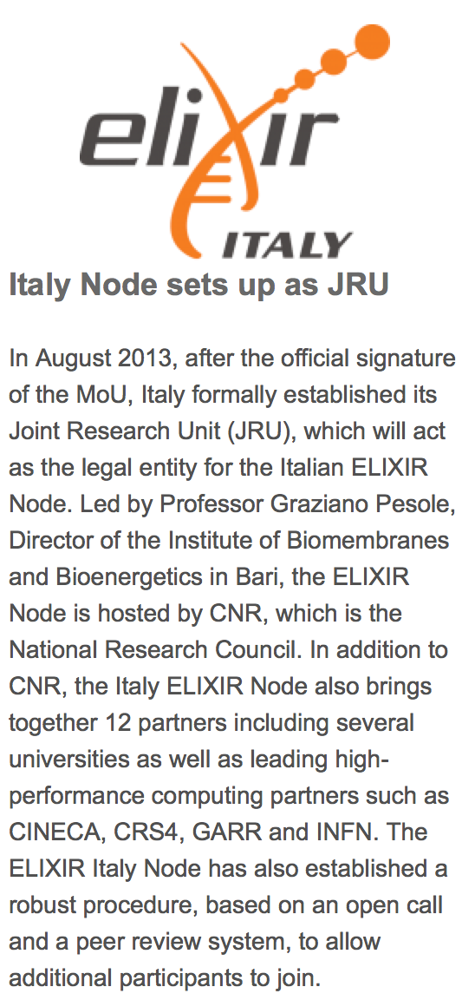 elixir
ITALY
Italy Node sets up as JRU
In August 2013, after the official signature
of the MoU, Italy formally established its
Joint Research Unit (JRU), which will act
as the legal entity for the Italian ELIXIR
Node. Led by Professor Graziano Pesole,
Director of the Institute of Biomembranes
and Bioenergetics in Bari, the ELIXIR
Node is hosted by CNR, which is the
National Research Council. In addition to
CNR, the Italy ELIXIR Node also brings
together 12 partners including several
universities as well as leading high-
performance computing partners such as
CINECA, CRS4, GARR and INFN. The
ELIXIR Italy Node has also established a
robust procedure, based on an open call
and a peer review system, to allow
additional participants to join.